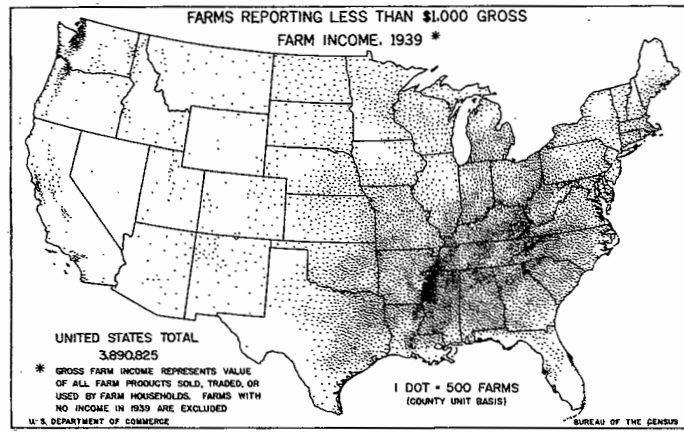 FARMS REPORTING LESS THAN $1,000 GROSS
FARM INCOME, 1939 *
UNITED STATES TOTAL
3,890,825
* GROSS FARM INCOME REPRESENTS VALUE
OF ALL FARM PRODUCTS SOLD, TRADED, OR
USED BY FARM HOUSEHOLDS. FARMS WITH
NO INCOME IN 1939 ARE EXCLUDED
1 DOT = 500 FARMS
(COUNTY UNIT BASIS)
U. S. DEPARTMENT OF COMMERCE
BUREAU OF THE CENSUS